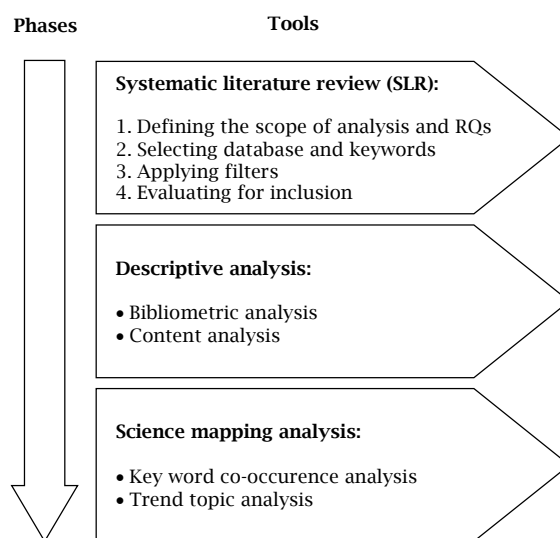 Phases
Tools
Systematic literature review (SLR):
1. Defining the scope of analysis and RQs
2. Selecting database and keywords
3. Applying filters
4. Evaluating for inclusion
Descriptive analysis:
• Bibliometric analysis
• Content analysis
Science mapping analysis:
• Key word co-occurence analysis
• Trend topic analysis